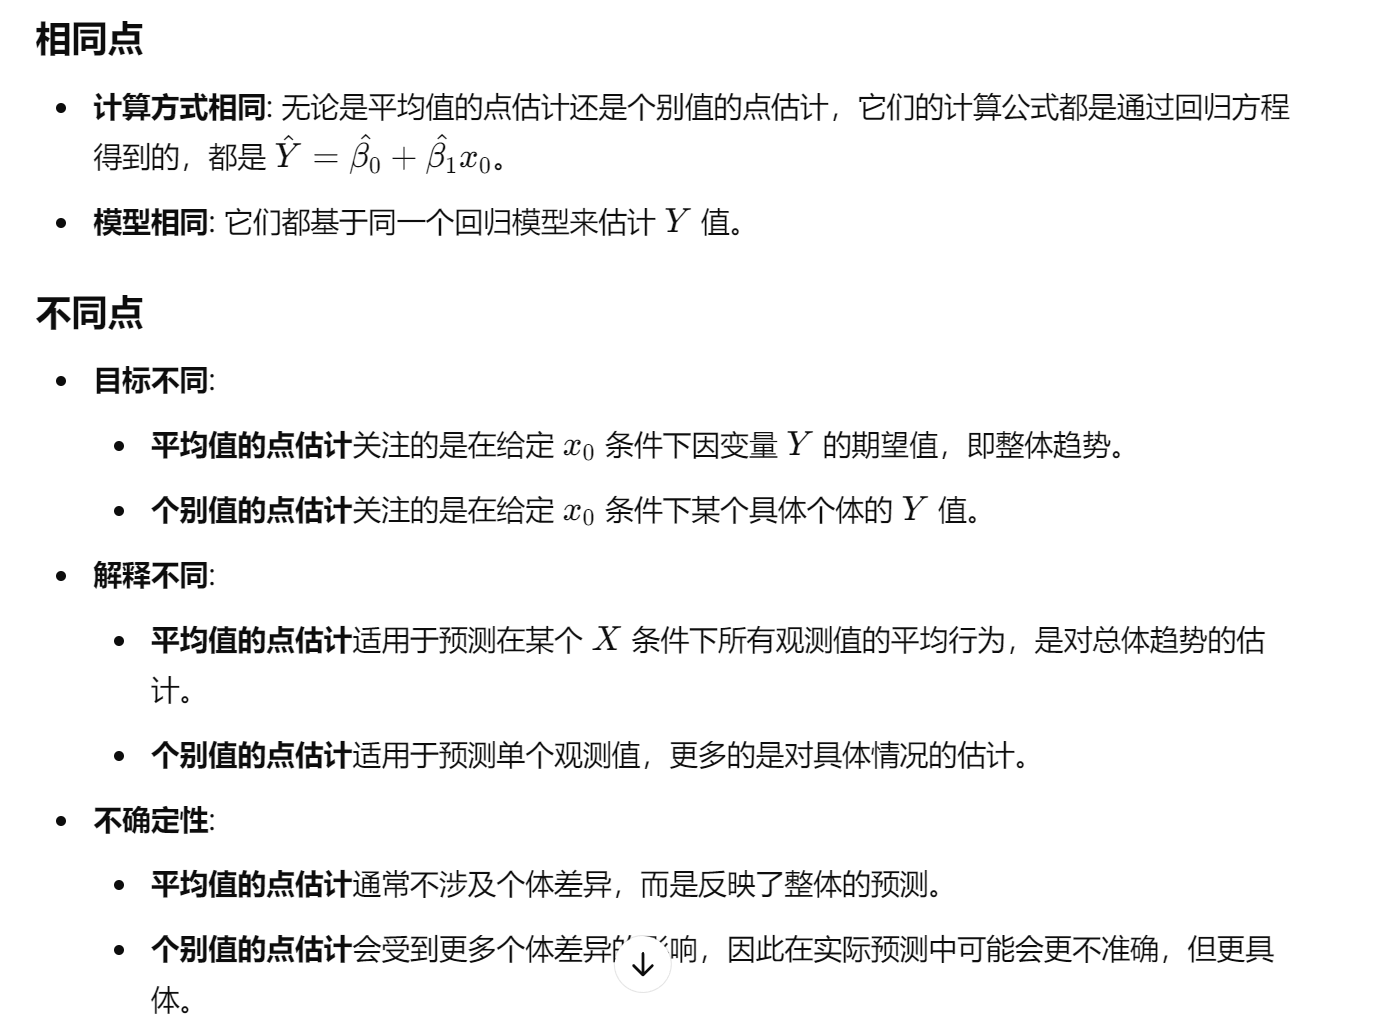 相同点
• 计算方式相同: 无论是平均值的点估计还是个别值的点估计，它们的计算公式都是通过回归方程
得到的，都是 Ŷ = β̂₀ + β̂₁x₀。
• 模型相同: 它们都基于同一个回归模型来估计 Y 值。
不同点
• 目标不同:
• 平均值的点估计关注的是在给定 x₀ 条件下因变量 Y 的期望值，即整体趋势。
• 个别值的点估计关注的是在给定 x₀ 条件下某个具体个体的 Y 值。
• 解释不同:
• 平均值的点估计适用于预测在某个 X 条件下所有观测值的平均行为，是对总体趋势的估
计。
• 个别值的点估计适用于预测单个观测值，更多的是对具体情况的估计。
• 不确定性:
• 平均值的点估计通常不涉及个体差异，而是反映了整体的预测。
• 个别值的点估计会受到更多个体差异的影响，因此在实际预测中可能会更不准确，但更具
体。